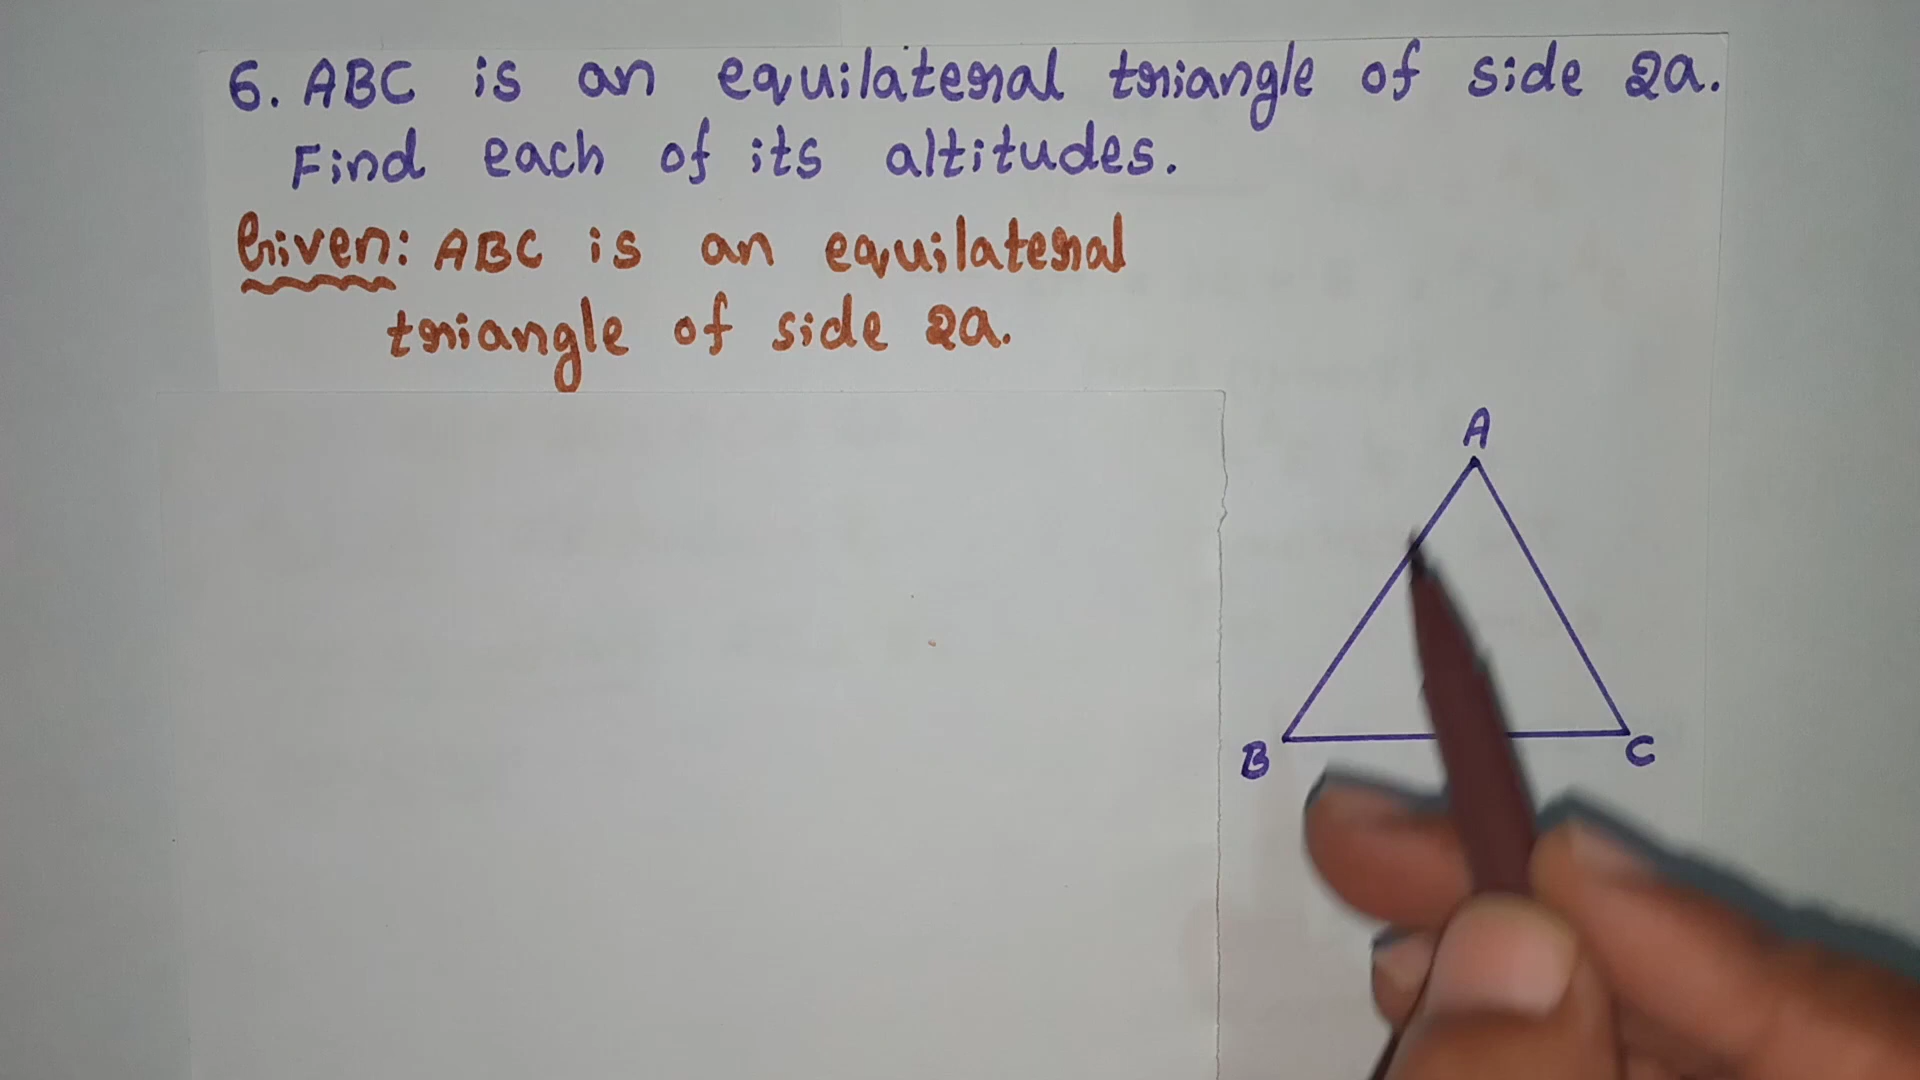 6. ABC is an equilateral triangle of side 2a.
Find each of its altitudes.
Given: ABC is an equilateral
triangle of side 2a.
A
B
C